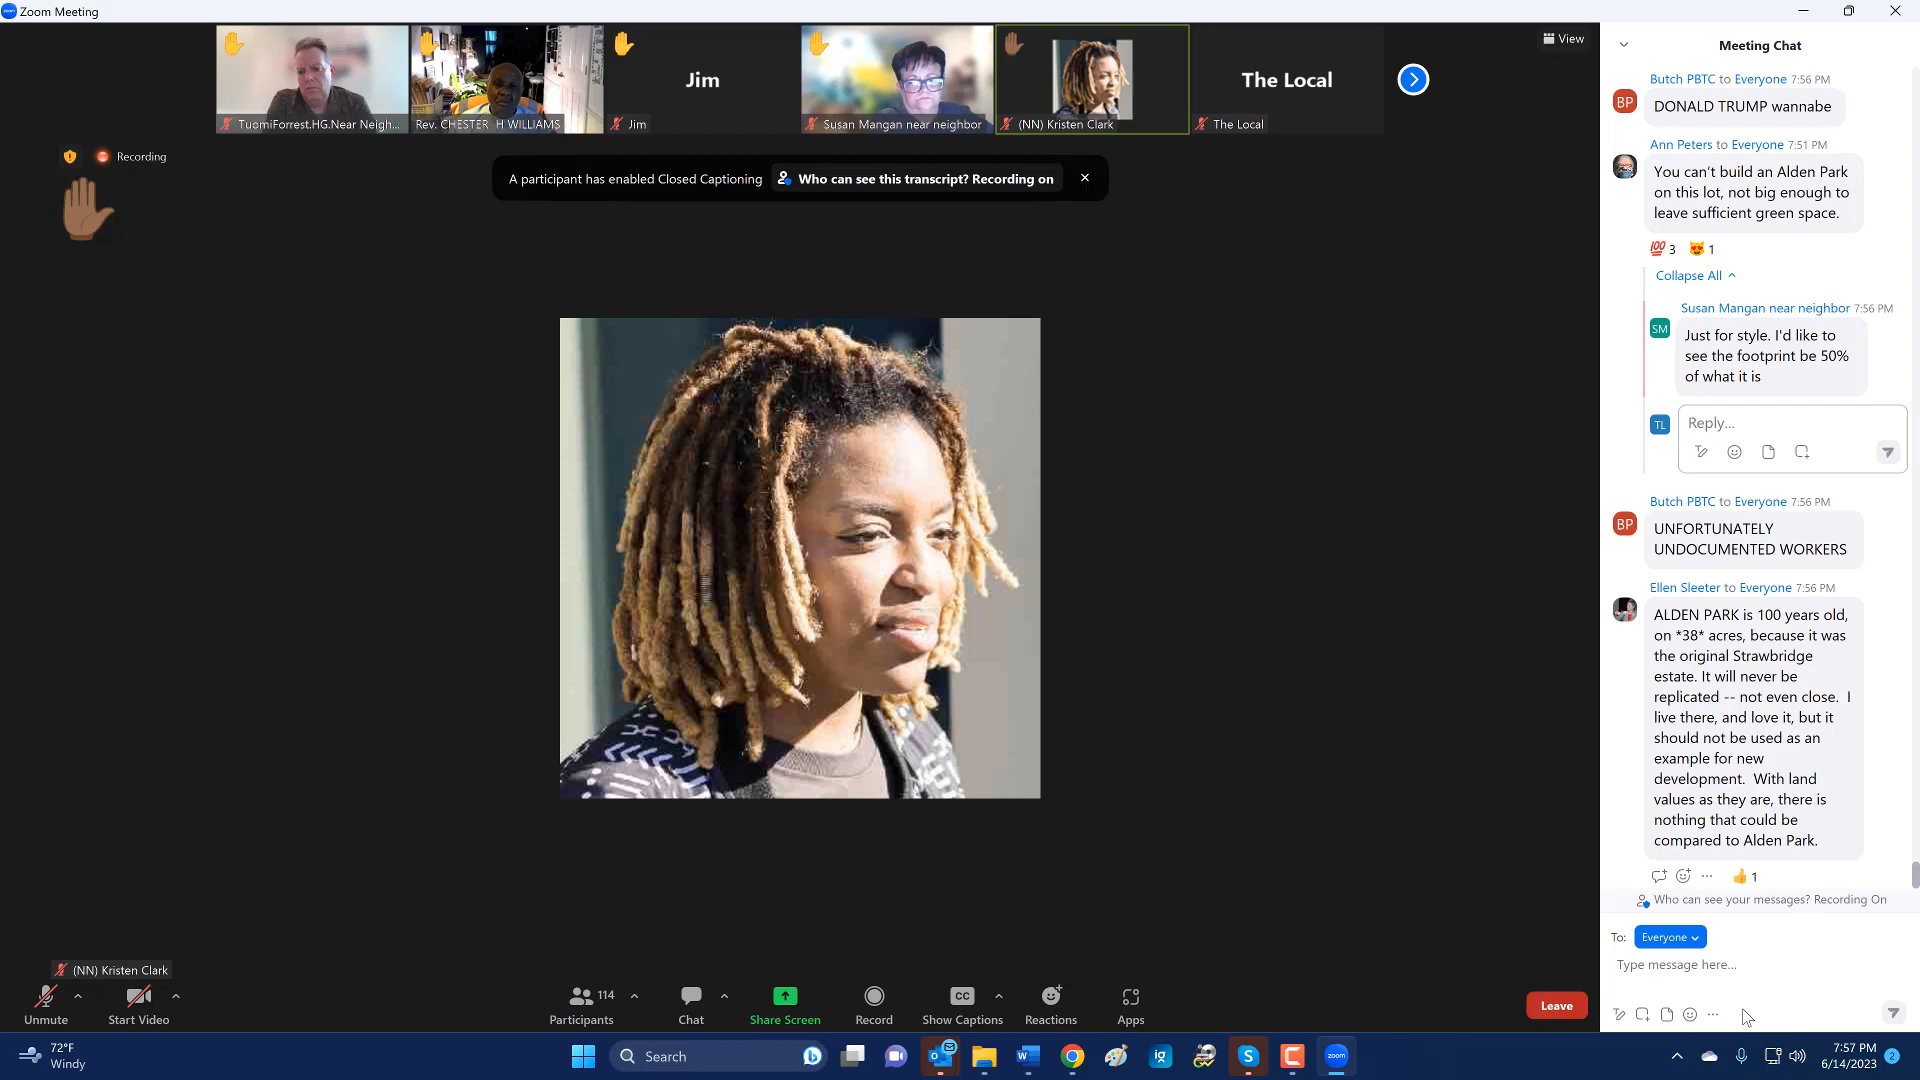 Zoom Meeting
View
Jim
The Local
TuomiForrest.HG.Near Neigh...
Rev. CHESTER H WILLIAMS
Jim
Susan Mangan near neighbor
(NN) Kristen Clark
The Local
Recording
A participant has enabled Closed Captioning
Who can see this transcript? Recording on
(NN) Kristen Clark
Unmute
Start Video
114
Participants
Chat
Share Screen
Record
CC
Show Captions
Reactions
Apps
Leave
Meeting Chat
Butch PBTC to Everyone 7:56 PM
BP
DONALD TRUMP wannabe
Ann Peters to Everyone 7:51 PM
You can't build an Alden Park
on this lot, not big enough to
leave sufficient green space.
💯 3 😻 1
Collapse All
Susan Mangan near neighbor 7:56 PM
SM
Just for style. I'd like to
see the footprint be 50%
of what it is
TL
Reply...
Butch PBTC to Everyone 7:56 PM
BP
UNFORTUNATELY
UNDOCUMENTED WORKERS
Ellen Sleeter to Everyone 7:56 PM
ALDEN PARK is 100 years old,
on *38* acres, because it was
the original Strawbridge
estate. It will never be
replicated -- not even close.  I
live there, and love it, but it
should not be used as an
example for new
development.  With land
values as they are, there is
nothing that could be
compared to Alden Park.
👍 1
Who can see your messages? Recording On
To: Everyone
Type message here...
72°F
Windy
Search
zoom
7:57 PM
6/14/2023
2